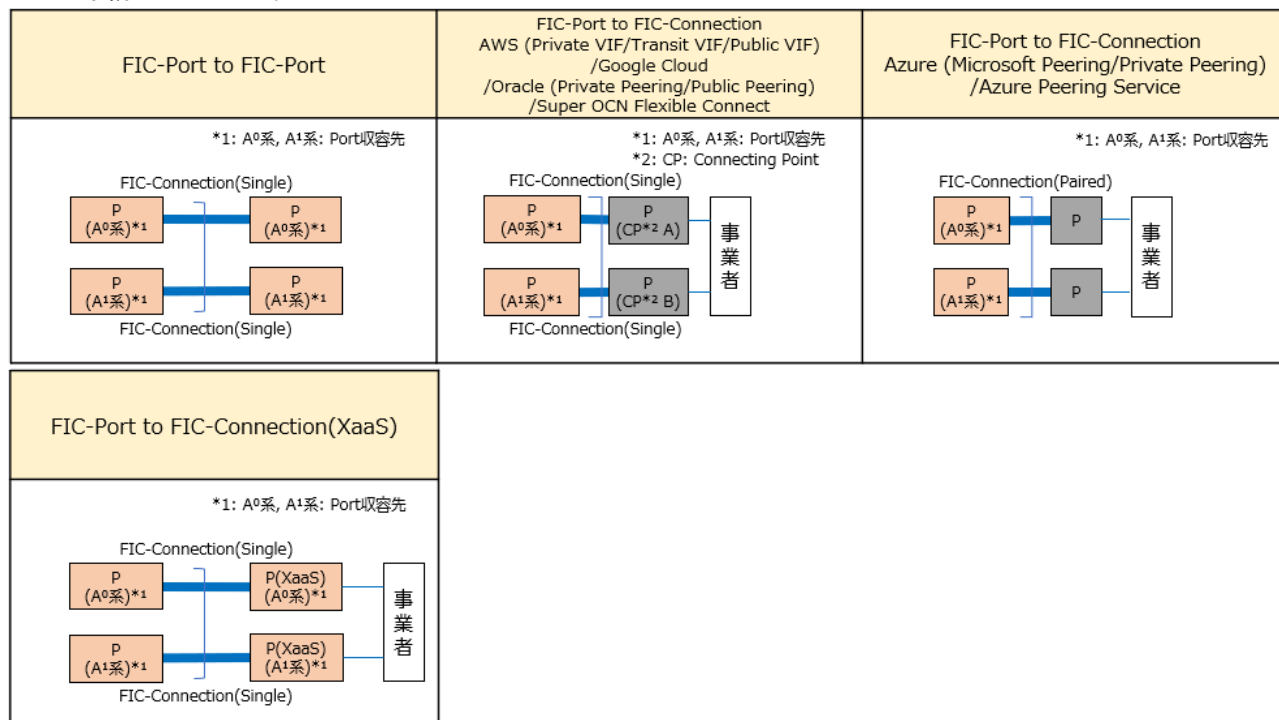 FIC-Port to FIC-Port
*1: A⁰系, A¹系: Port収容先
FIC-Connection(Single)
P
(A⁰系)*1
P
(A⁰系)*1
P
(A¹系)*1
P
(A¹系)*1
FIC-Connection(Single)
FIC-Port to FIC-Connection
AWS (Private VIF/Transit VIF/Public VIF)
/Google Cloud
/Oracle (Private Peering/Public Peering)
/Super OCN Flexible Connect
*1: A⁰系, A¹系: Port収容先
*2: CP: Connecting Point
FIC-Connection(Single)
P
(A⁰系)*1
P
(CP*² A)
P
(A¹系)*1
P
(CP*² B)
事業者
FIC-Connection(Single)
FIC-Port to FIC-Connection
Azure (Microsoft Peering/Private Peering)
/Azure Peering Service
*1: A⁰系, A¹系: Port収容先
FIC-Connection(Paired)
P
(A⁰系)*1
P
P
(A¹系)*1
P
事業者
FIC-Port to FIC-Connection(XaaS)
*1: A⁰系, A¹系: Port収容先
FIC-Connection(Single)
P
(A⁰系)*1
P(XaaS)
(A⁰系)*1
P
(A¹系)*1
P(XaaS)
(A¹系)*1
事業者
FIC-Connection(Single)